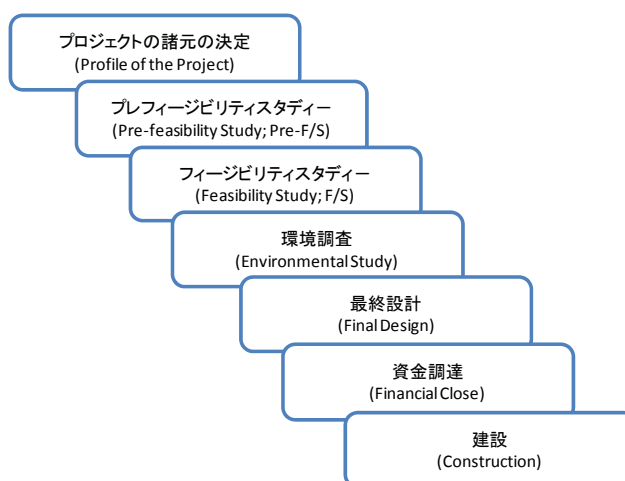 プロジェクトの諸元の決定
(Profile of the Project)
プレフィージビリティスタディー
(Pre-feasibility Study; Pre-F/S)
フィージビリティスタディー
(Feasibility Study; F/S)
環境調査
(Environmental Study)
最終設計
(Final Design)
資金調達
(Financial Close)
建設
(Construction)